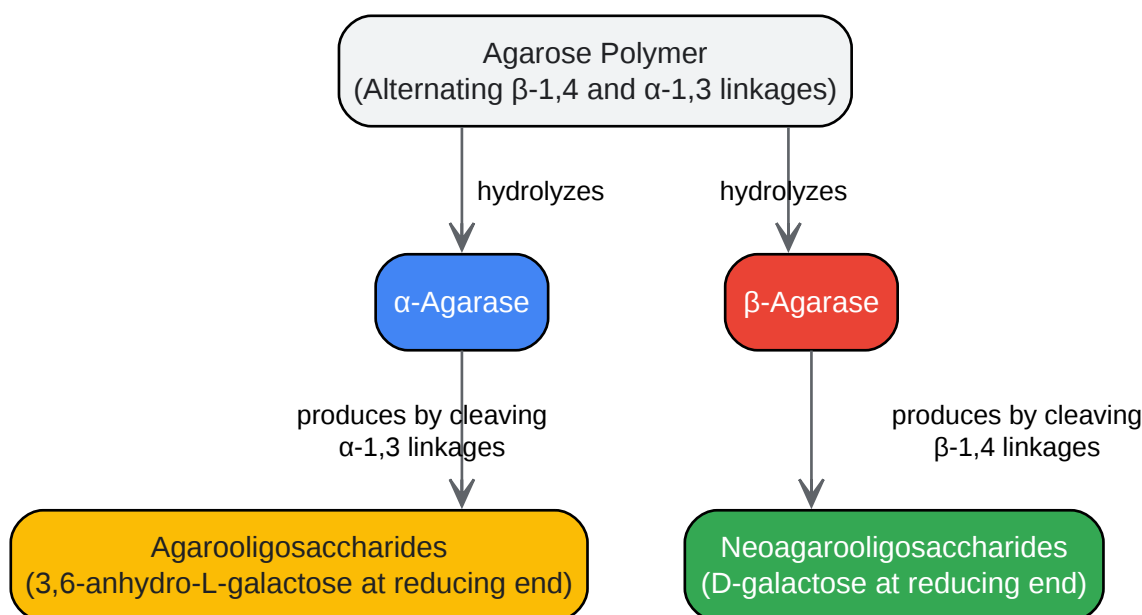 Agarose Polymer
(Alternating β-1,4 and α-1,3 linkages)
hydrolyzes
hydrolyzes
α-Agarase
β-Agarase
produces by cleaving
α-1,3 linkages
produces by cleaving
β-1,4 linkages
Agarooligosaccharides
(3,6-anhydro-L-galactose at reducing end)
Neoagarooligosaccharides
(D-galactose at reducing end)